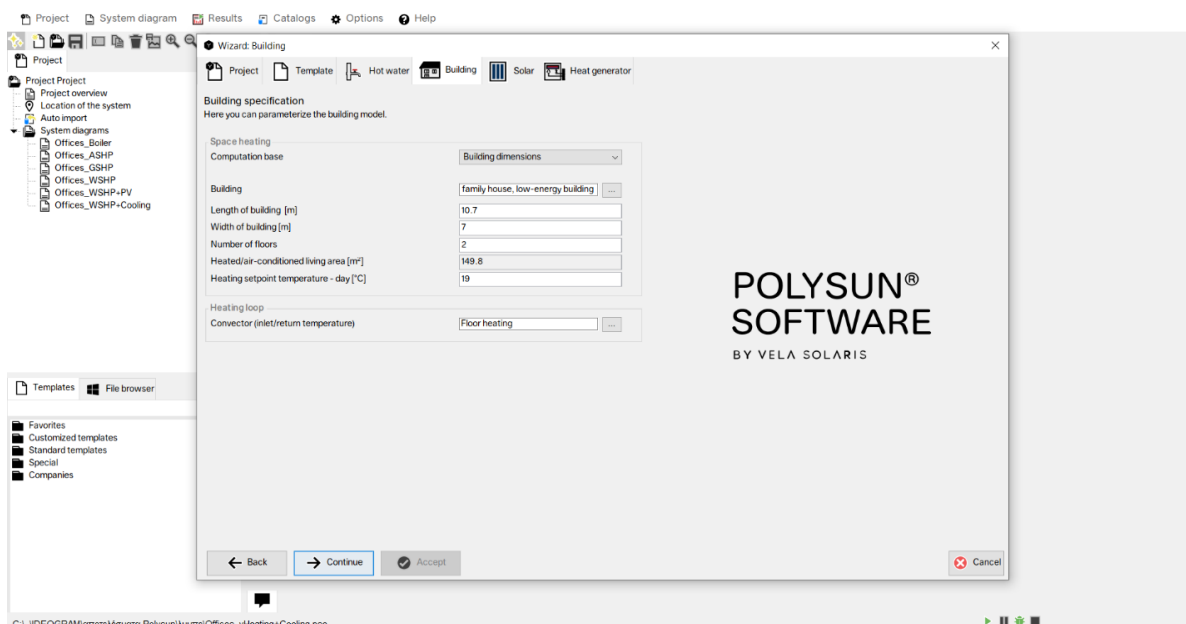 Project System diagram Results Catalogs Options Help
Project
Project Project
Project overview
Location of the system
Auto import
System diagrams
Offices_Boiler
Offices_ASHP
Offices_GSHP
Offices_WSHP
Offices_WSHP+PV
Offices_WSHP+Cooling
Templates File browser
Favorites
Customized templates
Standard templates
Special
Companies
Wizard: Building
Project Template Hot water Building Solar Heat generator
Building specification
Here you can parameterize the building model.
Space heating
Computation base Building dimensions
Building family house, low-energy building ...
Length of building [m] 10.7
Width of building [m] 7
Number of floors 2
Heated/air-conditioned living area [m²] 149.8
Heating setpoint temperature - day [°C] 19
Heating loop
Convector (inlet/return temperature) Floor heating ...
POLYSUN®
SOFTWARE
BY VELA SOLARIS
Back Continue Accept Cancel